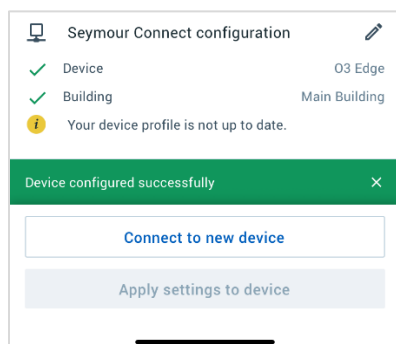 Seymour Connect configuration
Device O3 Edge
Building Main Building
i Your device profile is not up to date.
Device configured successfully
Connect to new device
Apply settings to device